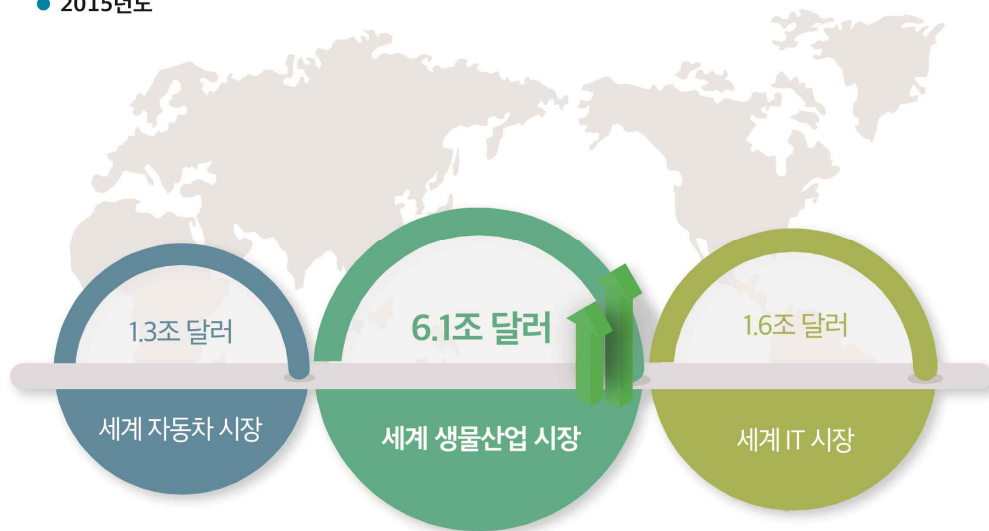 ● 2015년도
1.3조 달러
6.1조 달러
1.6조 달러
세계 자동차 시장
세계 생물산업 시장
세계 IT 시장